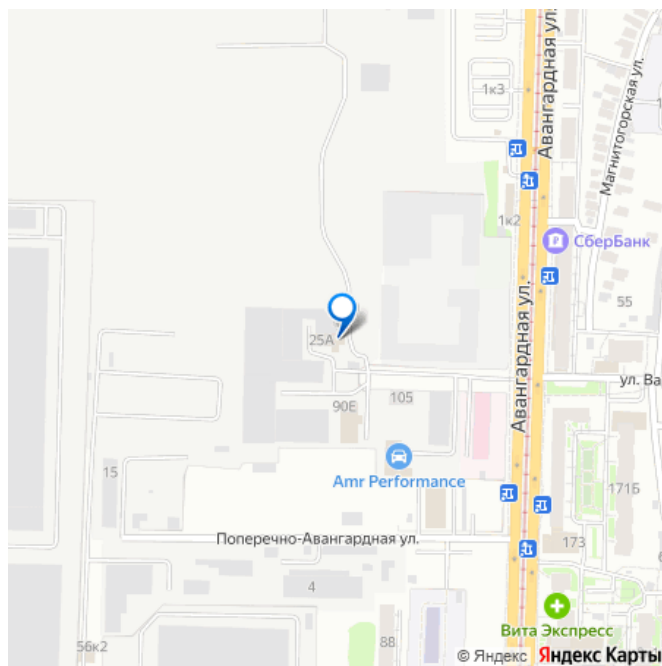 Авангардная ул.
Магнитогорская ул.
1к3
1к2
СберБанк
55
Авангардная ул.
25А
ул. Ва
90Е
105
15
Amr Performance
171Б
Поперечно-Авангардная ул.
173
4
Вита Экспресс
88
56к2
© Яндекс Яндекс Карты